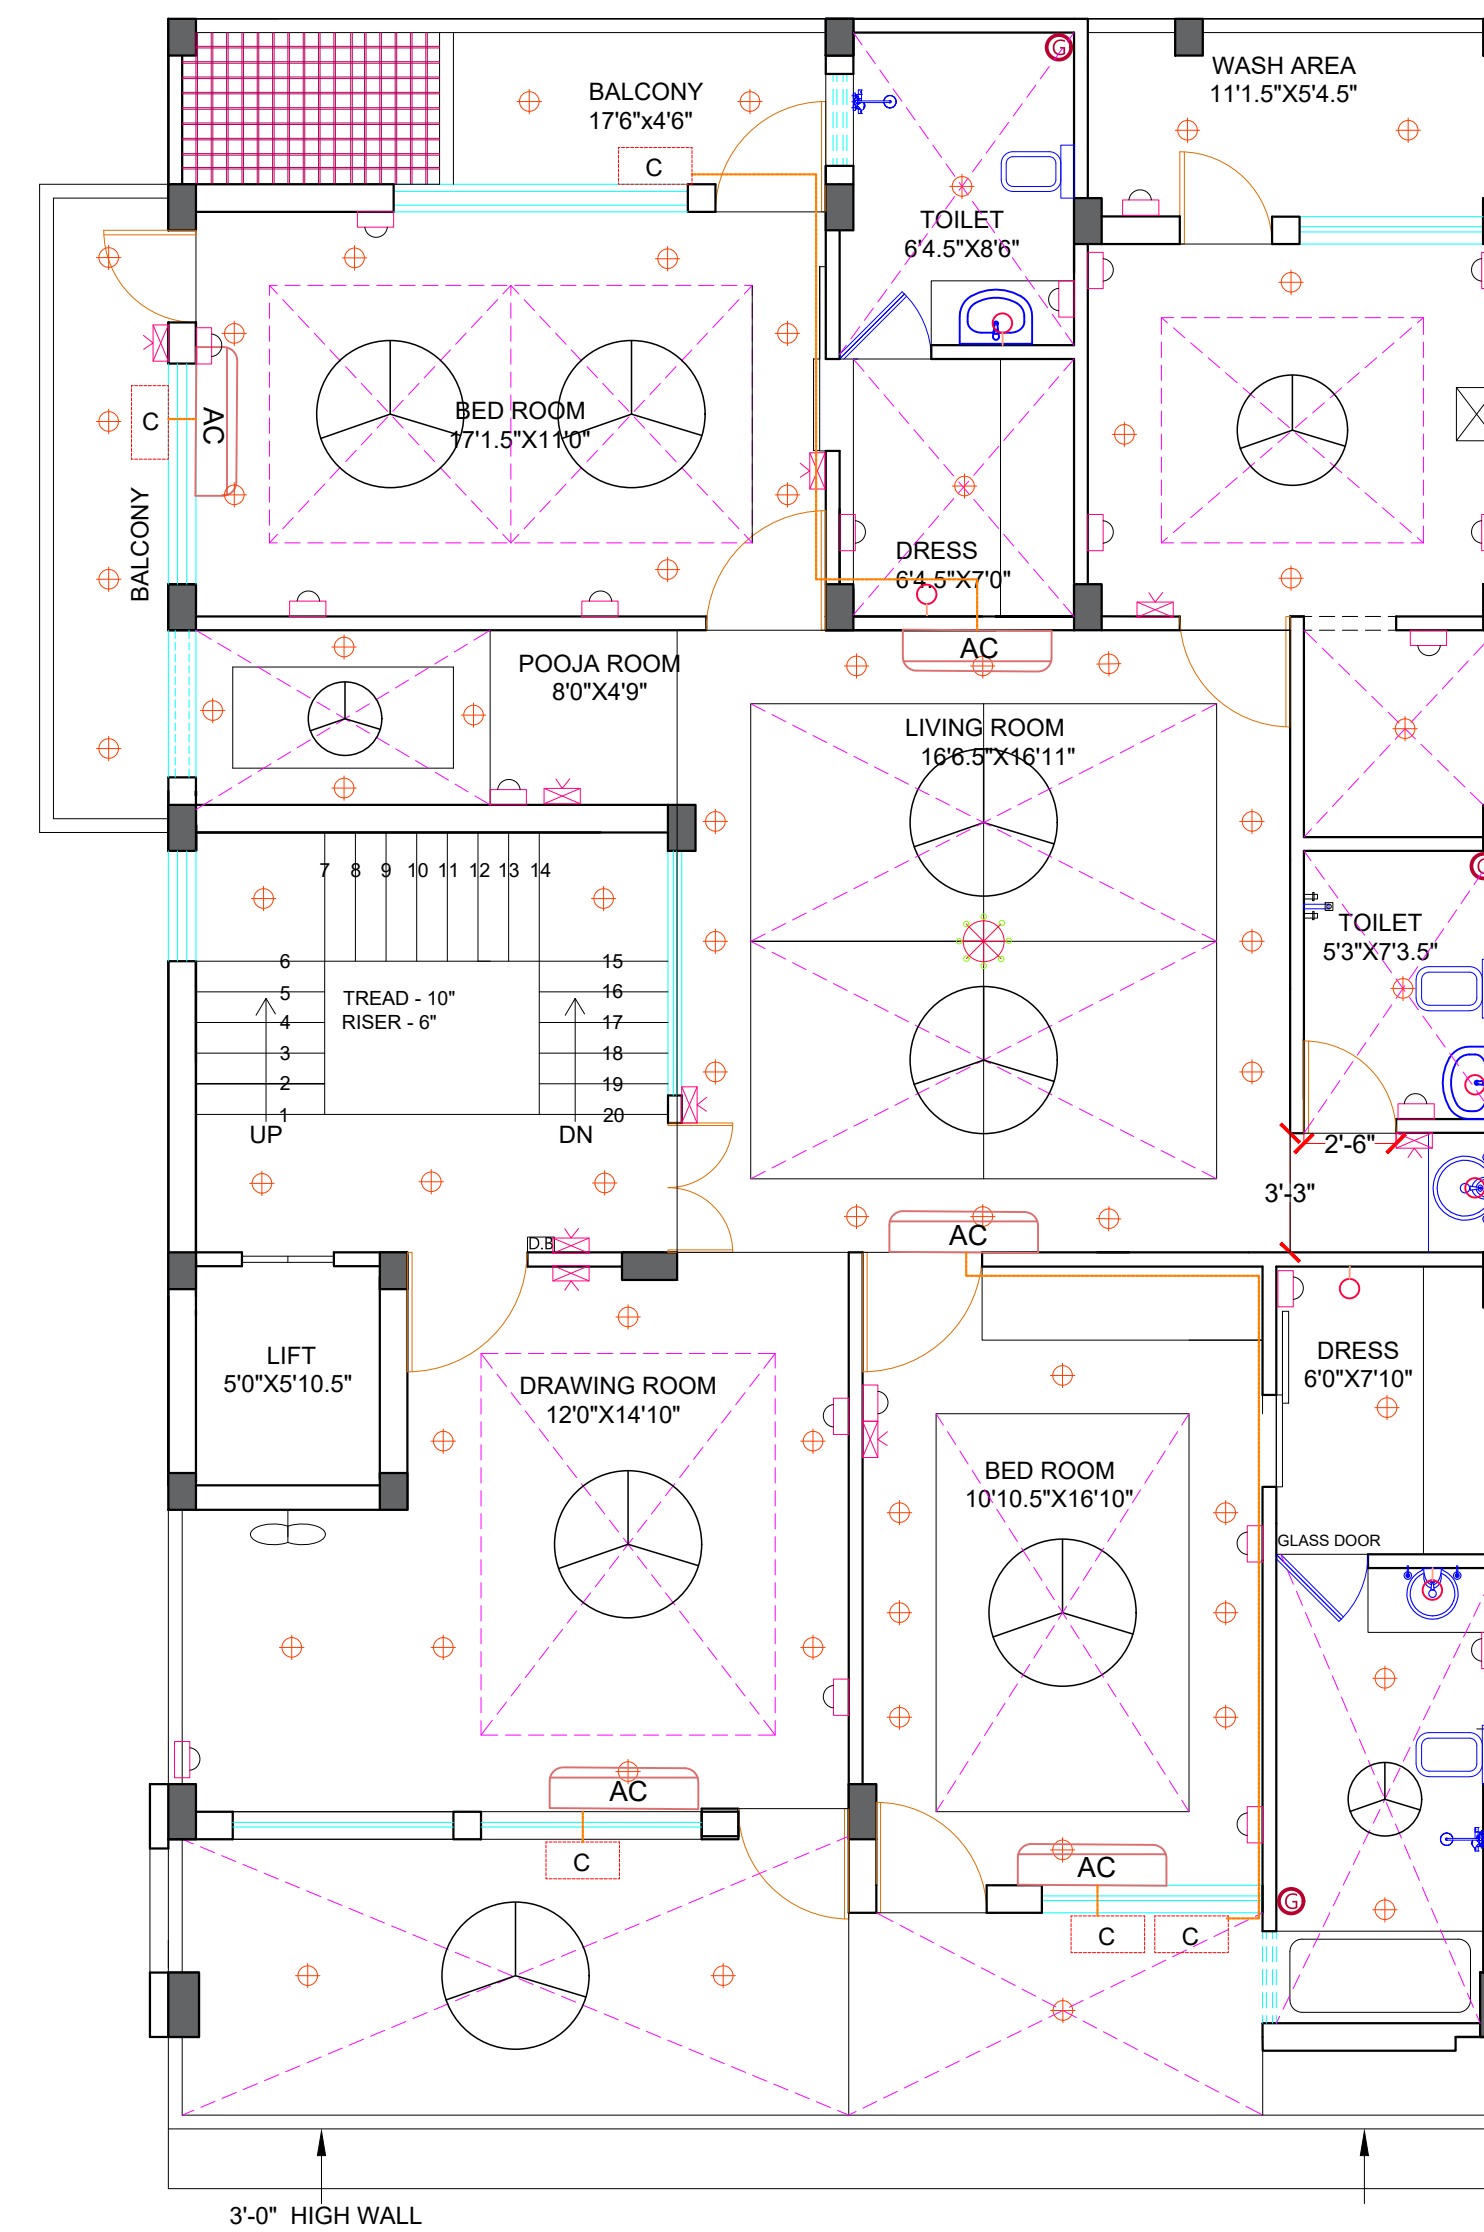 WASH AREA
11'1.5"X5'4.5"
BALCONY
17'6"x4'6"
C
G
TOILET
6'4.5"X8'6"
BED ROOM
17'1.5"X11'0"
C
AC
BALCONY
DRESS
6'4.5"X7'0"
AC
POOJA ROOM
8'0"X4'9"
LIVING ROOM
16'6.5"X16'11"
7 8 9 10 11 12 13 14
6
5
4
3
2
1
15
16
17
18
19
20
TREAD - 10"
RISER - 6"
UP
DN
TOILET
5'3"X7'3.5"
2'-6"
3'-3"
AC
D.B
LIFT
5'0"X5'10.5"
DRAWING ROOM
12'0"X14'10"
DRESS
6'0"X7'10"
BED ROOM
10'10.5"X16'10"
GLASS DOOR
AC
C
AC
C
C
G
3'-0" HIGH WALL